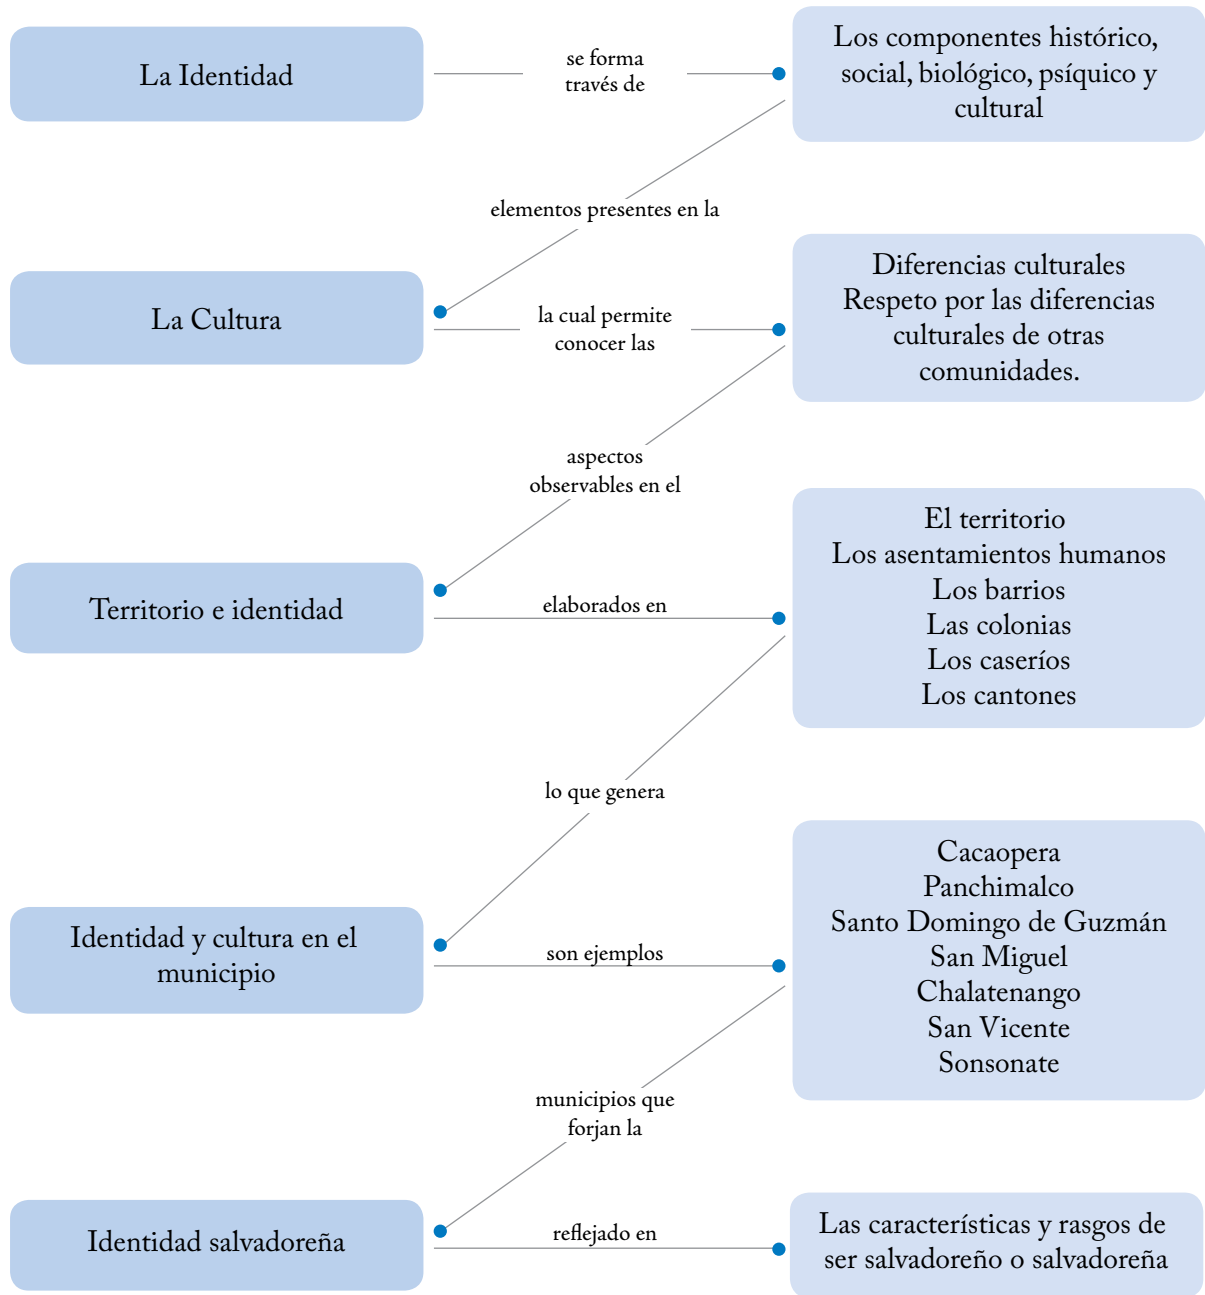 La Identidad
se forma
través de
Los componentes histórico,
social, biológico, psíquico y
cultural
elementos presentes en la
La Cultura
la cual permite
conocer las
Diferencias culturales
Respeto por las diferencias
culturales de otras
comunidades.
aspectos
observables en el
Territorio e identidad
elaborados en
El territorio
Los asentamientos humanos
Los barrios
Las colonias
Los caseríos
Los cantones
lo que genera
Identidad y cultura en el
municipio
son ejemplos
Cacaopera
Panchimalco
Santo Domingo de Guzmán
San Miguel
Chalatenango
San Vicente
Sonsonate
municipios que
forjan la
Identidad salvadoreña
reflejado en
Las características y rasgos de
ser salvadoreño o salvadoreña